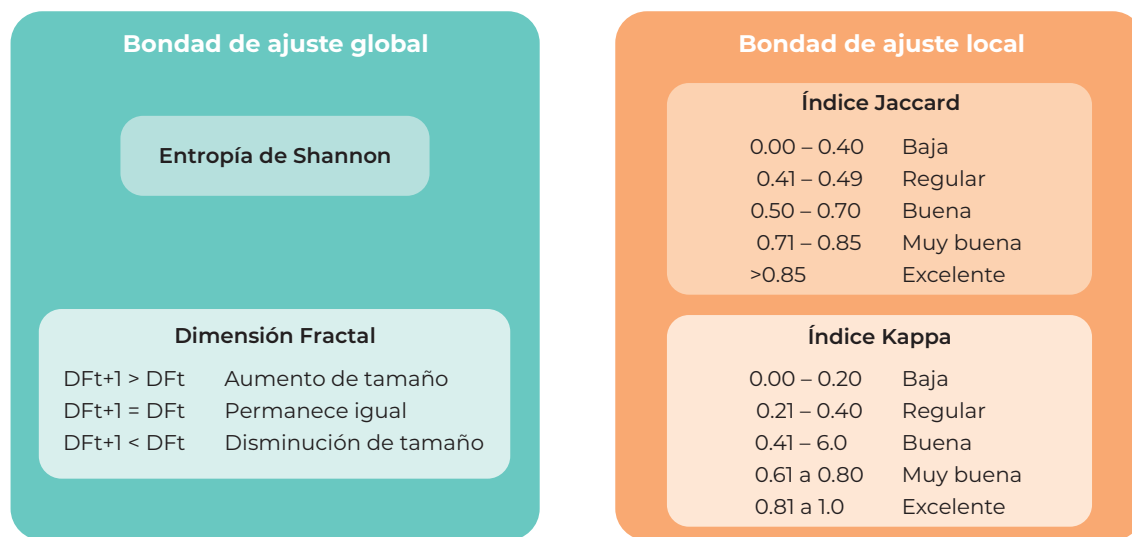 Bondad de ajuste global
Entropía de Shannon
Dimensión Fractal
DFt+1 > DFt Aumento de tamaño
DFt+1 = DFt Permanece igual
DFt+1 < DFt Disminución de tamaño
Bondad de ajuste local
Índice Jaccard
0.00 – 0.40 Baja
0.41 – 0.49 Regular
0.50 – 0.70 Buena
0.71 – 0.85 Muy buena
>0.85 Excelente
Índice Kappa
0.00 – 0.20 Baja
0.21 – 0.40 Regular
0.41 – 6.0 Buena
0.61 a 0.80 Muy buena
0.81 a 1.0 Excelente